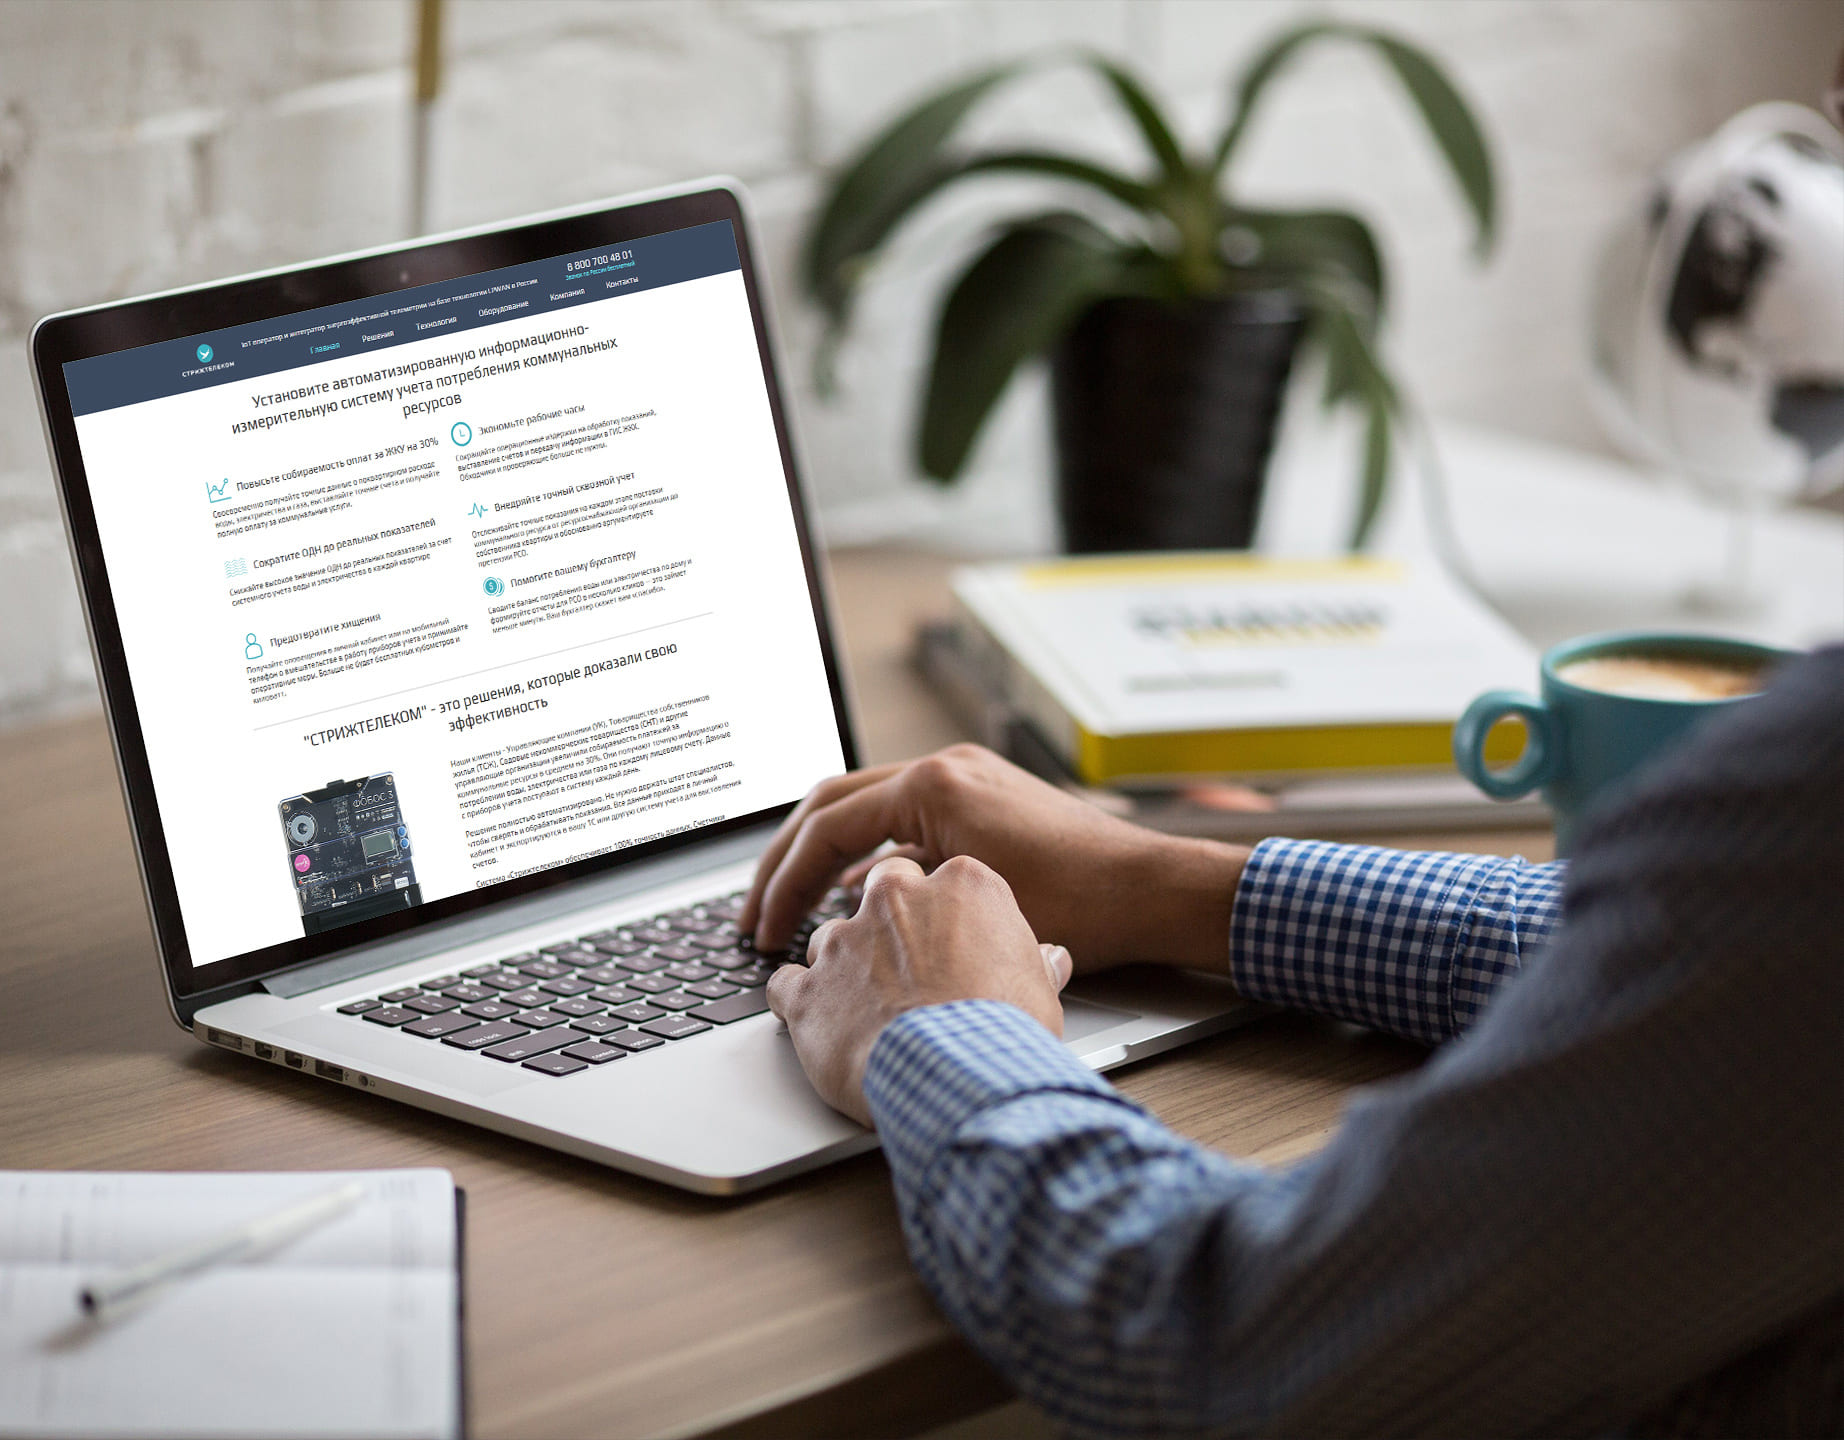 СТРИЖТЕЛЕКОМ
IoT оператор и интегратор энергоэффективной телеметрии на базе технологии LPWAN в России
8 800 700 48 01
Звонок по России бесплатный
Главная Решения Технология Оборудование Компания Контакты
Установите автоматизированную информационно-
измерительную систему учета потребления коммунальных
ресурсов
Повысьте собираемость оплат за ЖКУ на 30%
Своевременно получайте точные данные о поквартирном расходе
воды, электричества и газа, выставляйте точные счета и получайте
полную оплату за коммунальные услуги.
Экономьте рабочие часы
Сокращайте операционные издержки на обработку показаний,
выставление счетов и передачу информации в ГИС ЖКХ.
Обходчики и проверяющие больше не нужны.
Сократите ОДН до реальных показателей
Снижайте высокое значение ОДН до реальных показателей за счет
системного учета воды и электричества в каждой квартире
Внедряйте точный сквозной учет
Отслеживайте точные показания на каждом этапе поставки
коммунального ресурса от ресурсоснабжающей организации до
собственника квартиры и обоснованно аргументируете
претензии РСО.
Предотвратите хищения
Получайте оповещения в личный кабинет или на мобильный
телефон о вмешательстве в работу приборов учета и принимайте
оперативные меры. Больше не будет бесплатных кубометров и
киловатт.
Помогите вашему бухгалтеру
Сводите баланс потребления воды или электричества по дому и
формируйте отчеты для РСО в несколько кликов — это займет
меньше минуты. Ваш бухгалтер скажет вам «спасибо».
"СТРИЖТЕЛЕКОМ" - это решения, которые доказали свою
эффективность
ФОБОС 3
Наши клиенты - Управляющие компании (УК), Товарищества собственников
жилья (ТСЖ), Садовые некоммерческие товарищества (СНТ) и другие
управляющие организации увеличили собираемость платежей за
коммунальные ресурсы в среднем на 30%. Они получают точную информацию о
потреблении воды, электричества или газа по каждому лицевому счету. Данные
с приборов учета поступают в систему каждый день.
Решение полностью автоматизировано. Не нужно держать штат специалистов,
чтобы сверять и обрабатывать показания. Все данные приходят в личный
кабинет и экспортируются в вашу 1С или другую систему учета для выставления
счетов.
Система «Стрижтелеком» обеспечивает 100% точность данных. Счетчики
tab Q W E
caps lock A S D
Z X C
fn control option command